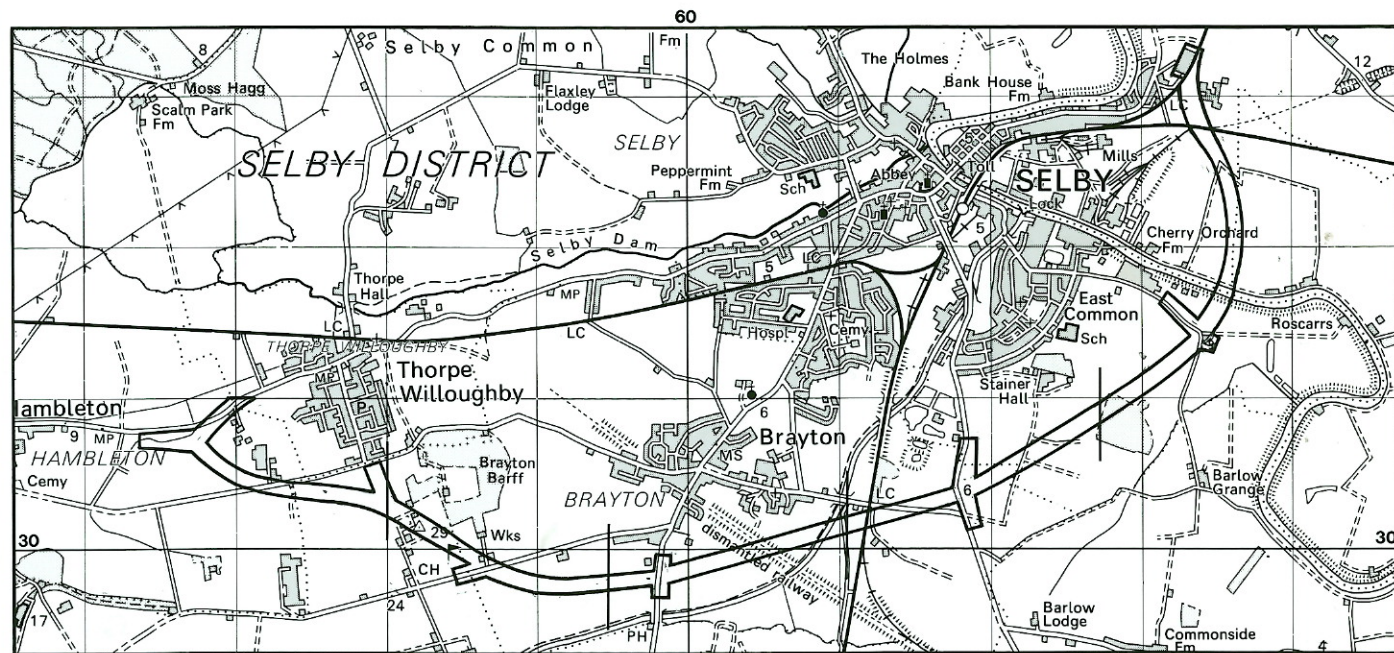 60
8
Selby Common
Fm
The Holmes
12
Moss Hagg
Scalm Park
Fm
Flaxley
Lodge
Bank House
Fm
LC
SELBY
SELBY DISTRICT
Peppermint
Fm
Sch
Abbey
Toll
Mills
SELBY
Lock
5
Selby Dam
Cherry Orchard
Fm
5
Thorpe
Hall
MP
LC
LC
Hosp
Cemy
East
Common
Sch
Roscarrs
THORPE WILLOUGHBY
Thorpe
Willoughby
MP
P
Stainer
Hall
Hambleton
9
MP
6
Brayton
MS
HAMBLETON
Cemy
Brayton
Barff
BRAYTON
LC
6
Barlow
Grange
30
29
Wks
30
CH
dismantled railway
24
17
PH
Barlow
Lodge
Commonside
Fm
4